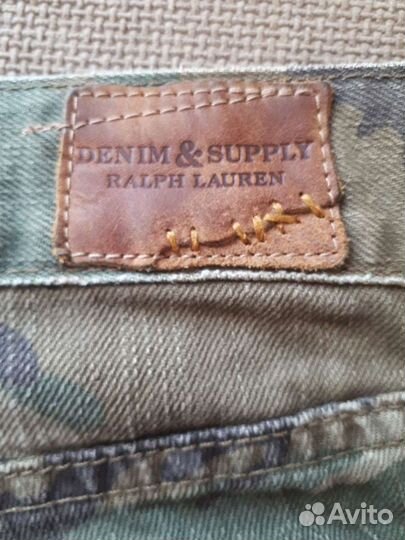 DENIM & SUPPLY
RALPH LAUREN
Avito